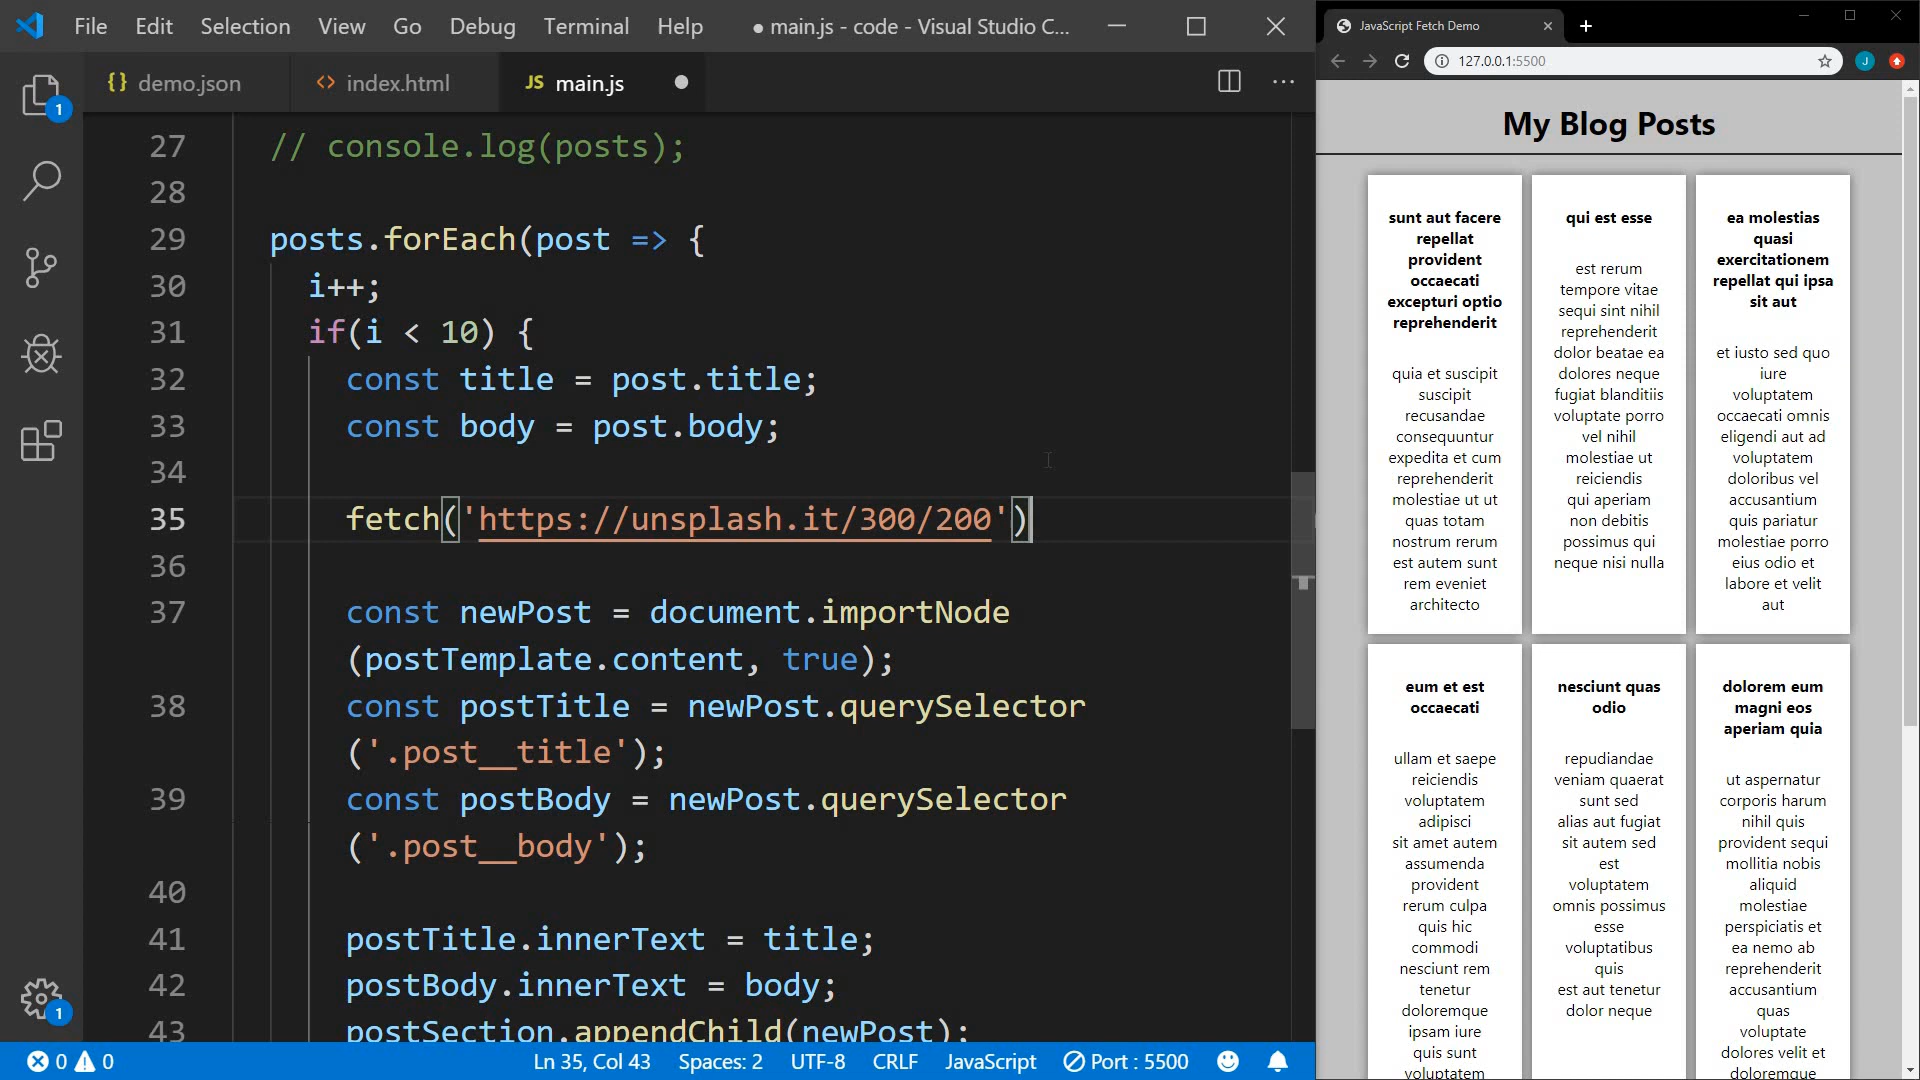 File Edit Selection View Go Debug Terminal Help ● main.js - code - Visual Studio C...
{} demo.json
<> index.html
JS main.js
1
27 // console.log(posts);
28
29 posts.forEach(post => {
30 i++;
31 if(i < 10) {
32 const title = post.title;
33 const body = post.body;
34
35 fetch('https://unsplash.it/300/200')
36
37 const newPost = document.importNode
(postTemplate.content, true);
38 const postTitle = newPost.querySelector
('.post__title');
39 const postBody = newPost.querySelector
('.post__body');
40
41 postTitle.innerText = title;
42 postBody.innerText = body;
43 postSection.appendChild(newPost);
1
0 0 Ln 35, Col 43 Spaces: 2 UTF-8 CRLF JavaScript Port : 5500
JavaScript Fetch Demo
127.0.0.1:5500
J
My Blog Posts
sunt aut facere
repellat
provident
occaecati
excepturi optio
reprehenderit
quia et suscipit
suscipit
recusandae
consequuntur
expedita et cum
reprehenderit
molestiae ut ut
quas totam
nostrum rerum
est autem sunt
rem eveniet
architecto
qui est esse
est rerum
tempore vitae
sequi sint nihil
reprehenderit
dolor beatae ea
dolores neque
fugiat blanditiis
voluptate porro
vel nihil
molestiae ut
reiciendis
qui aperiam
non debitis
possimus qui
neque nisi nulla
ea molestias
quasi
exercitationem
repellat qui ipsa
sit aut
et iusto sed quo
iure
voluptatem
occaecati omnis
eligendi aut ad
voluptatem
doloribus vel
accusantium
quis pariatur
molestiae porro
eius odio et
labore et velit
aut
eum et est
occaecati
ullam et saepe
reiciendis
voluptatem
adipisci
sit amet autem
assumenda
provident
rerum culpa
quis hic
commodi
nesciunt rem
tenetur
doloremque
ipsam iure
quis sunt
voluptatem
nesciunt quas
odio
repudiandae
veniam quaerat
sunt sed
alias aut fugiat
sit autem sed
est
voluptatem
omnis possimus
esse
voluptatibus
quis
est aut tenetur
dolor neque
dolorem eum
magni eos
aperiam quia
ut aspernatur
corporis harum
nihil quis
provident sequi
mollitia nobis
aliquid
molestiae
perspiciatis et
ea nemo ab
reprehenderit
accusantium
quas
voluptate
dolores velit et
doloremque